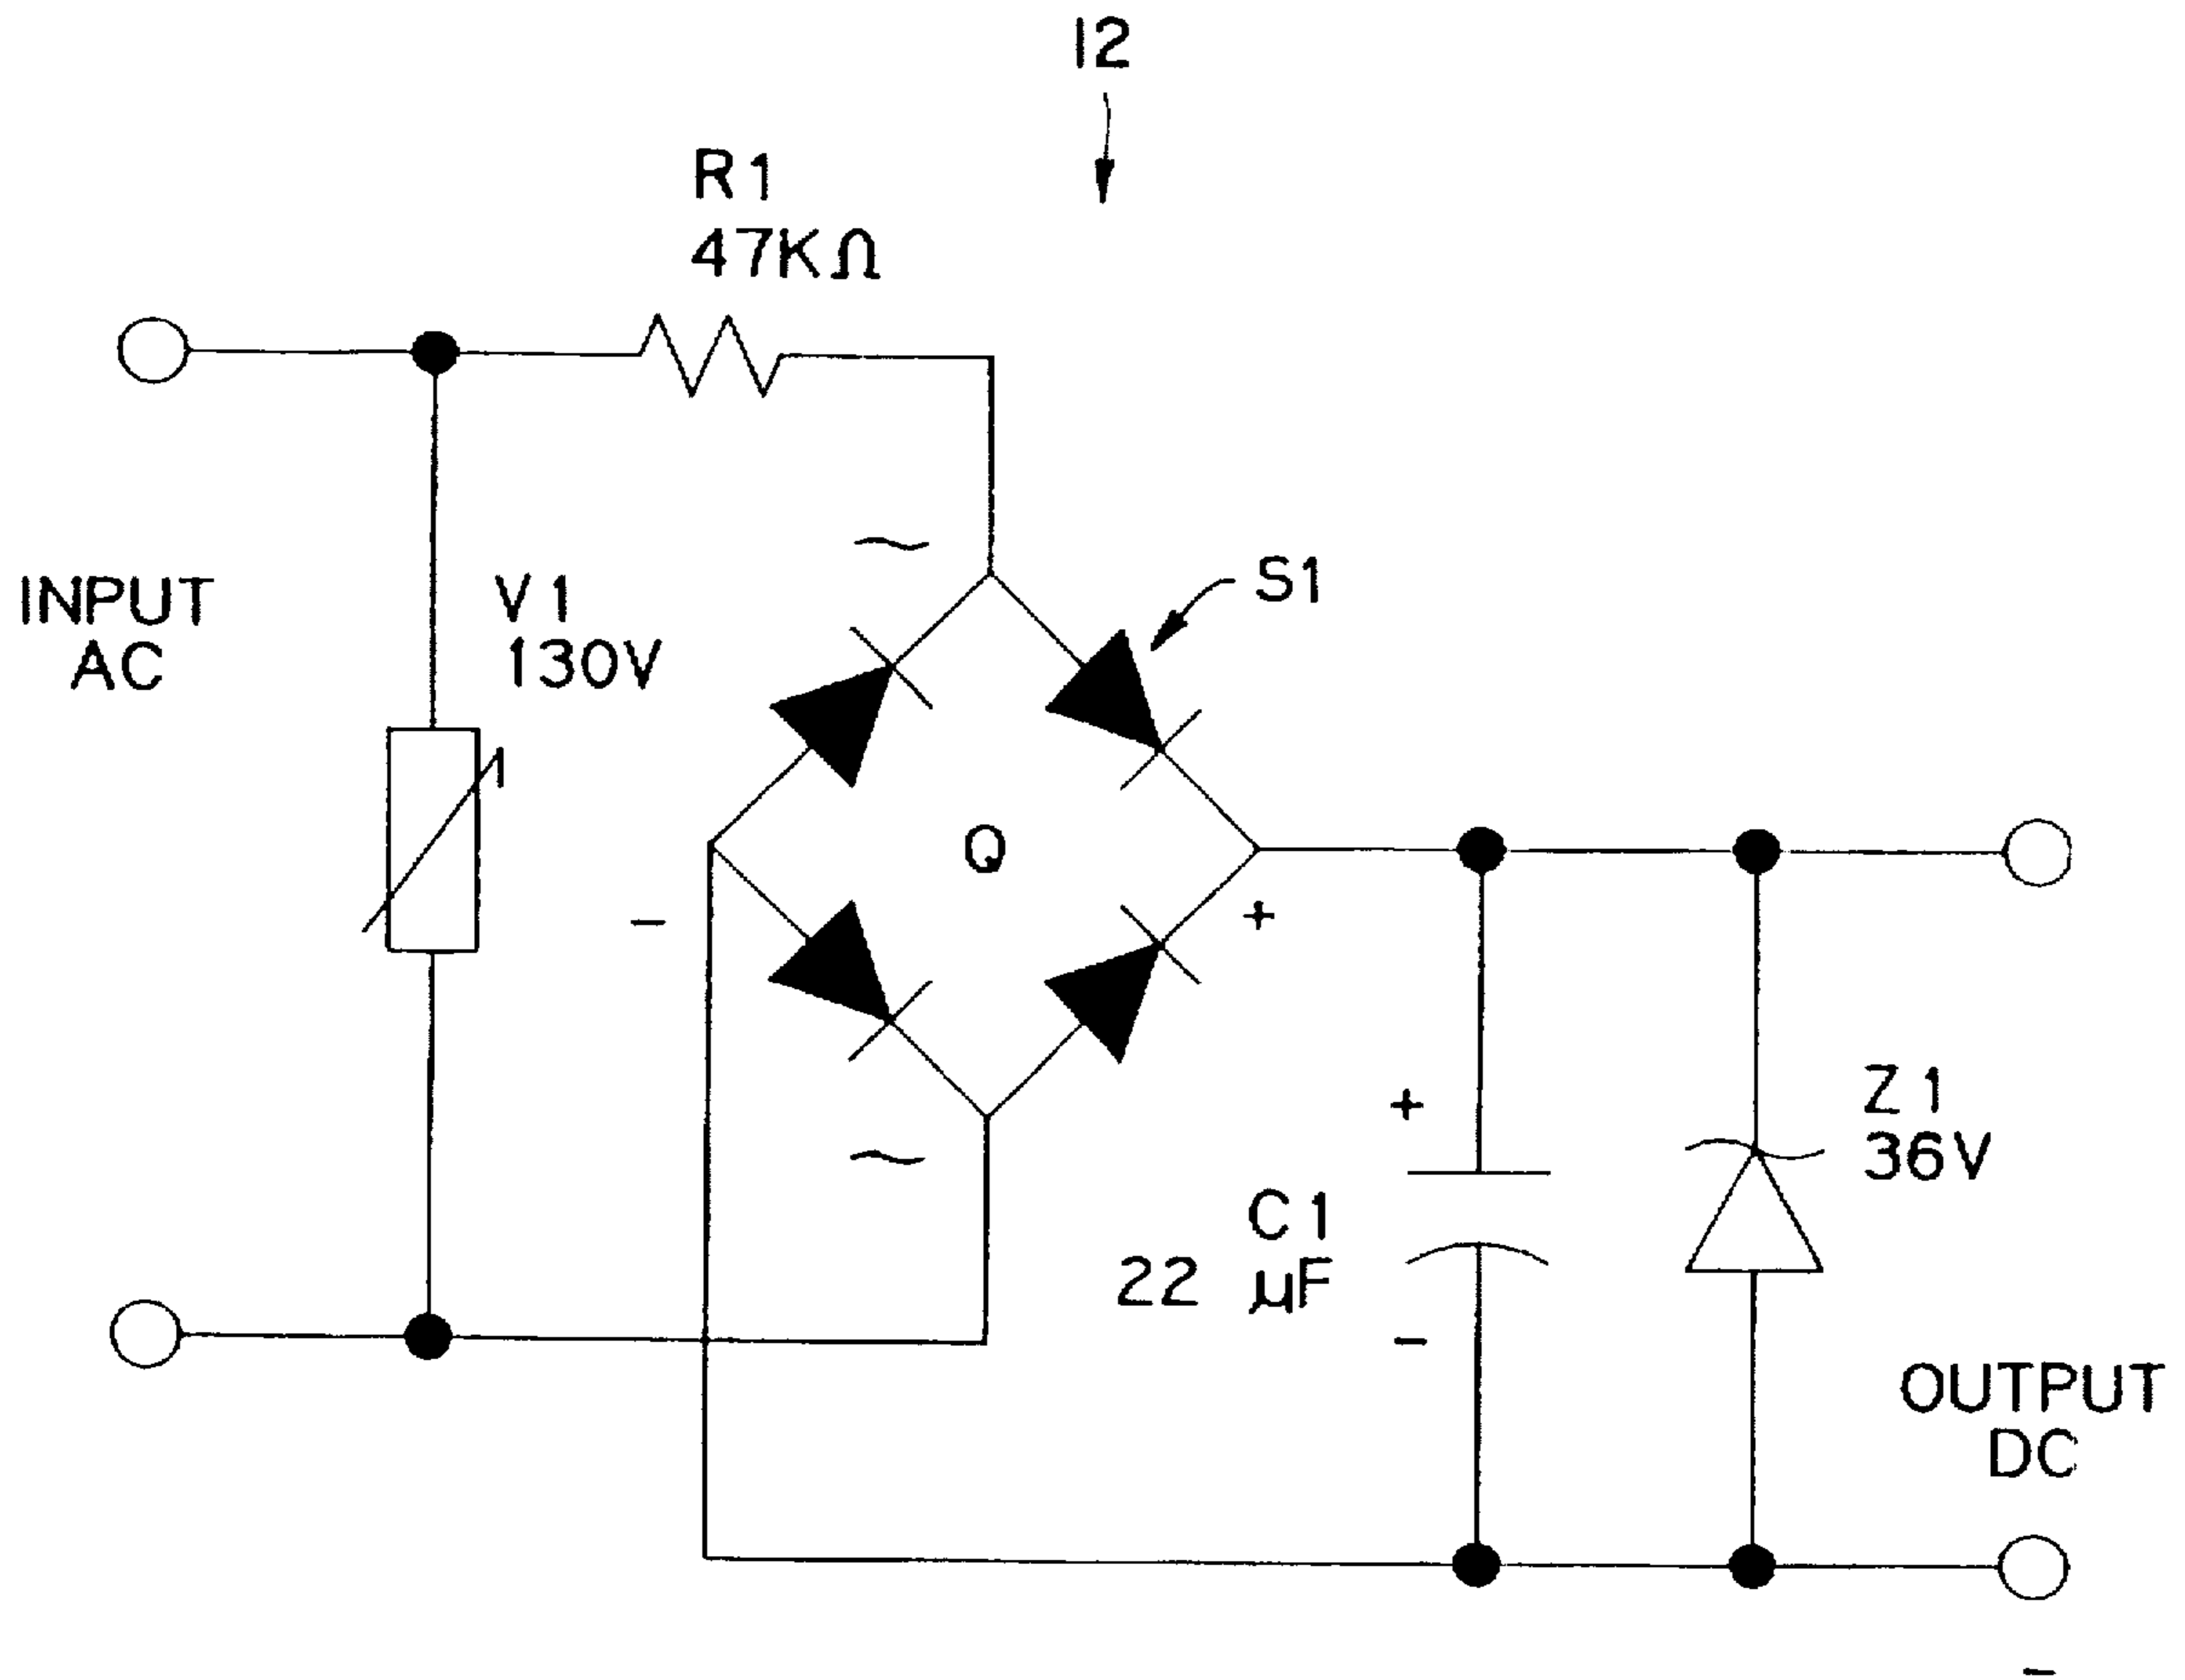 12
R1
47KΩ
~
S1
INPUT
AC
V1
130V
Q
-
+
+
Z1
36V
~
C1
22 µF
-
OUTPUT
DC
-